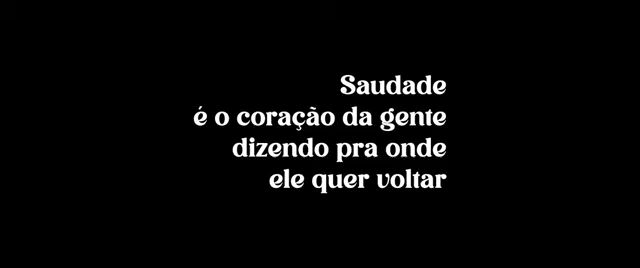 Saudade
é o coração da gente
dizendo pra onde
ele quer voltar